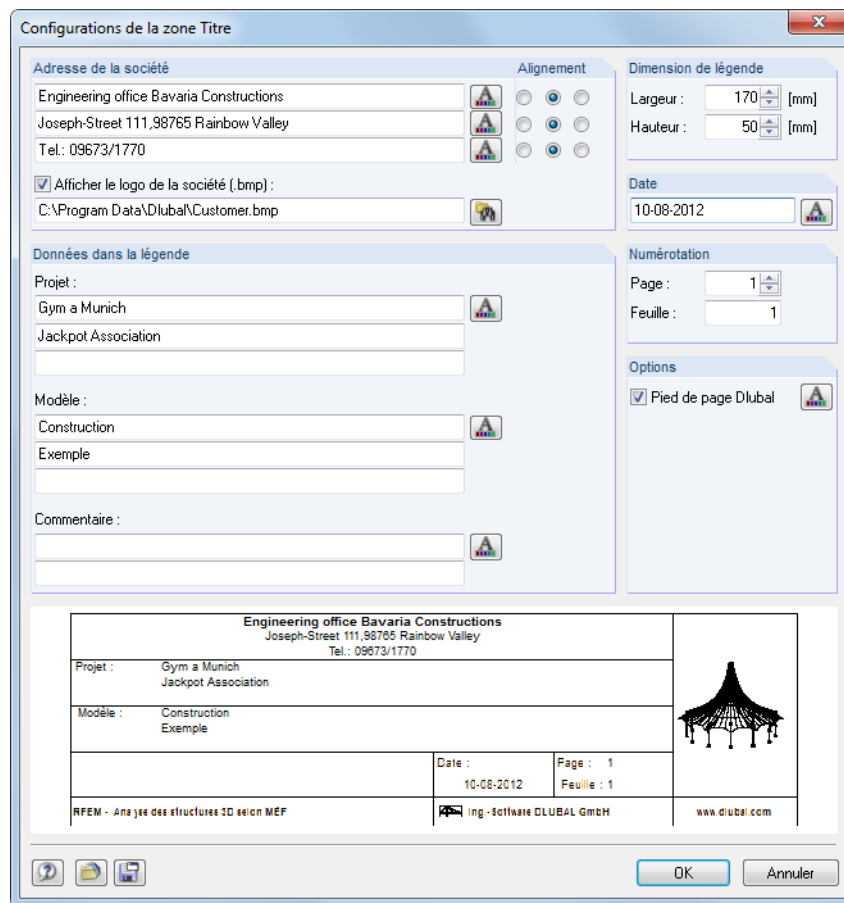 Configurations de la zone Titre
Adresse de la société Alignement
Engineering office Bavaria Constructions
Joseph-Street 111,98765 Rainbow Valley
Tel.: 09673/1770
Afficher le logo de la société (.bmp) :
C:\Program Data\Dlubal\Customer.bmp
Dimension de légende
Largeur : 170 [mm]
Hauteur : 50 [mm]
Date
10-08-2012
Données dans la légende
Projet :
Gym a Munich
Jackpot Association
Modèle :
Construction
Exemple
Commentaire :
Numérotation
Page : 1
Feuille : 1
Options
Pied de page Dlubal
Engineering office Bavaria Constructions
Joseph-Street 111,98765 Rainbow Valley
Tel.: 09673/1770
Projet : Gym a Munich
Jackpot Association
Modèle : Construction
Exemple
Date : Page : 1
10-08-2012 Feuille : 1
RFEM - Analyse des structures 3D selon MEF Ing.-Software DLUBAL GmbH www.dlubal.com
OK Annuler